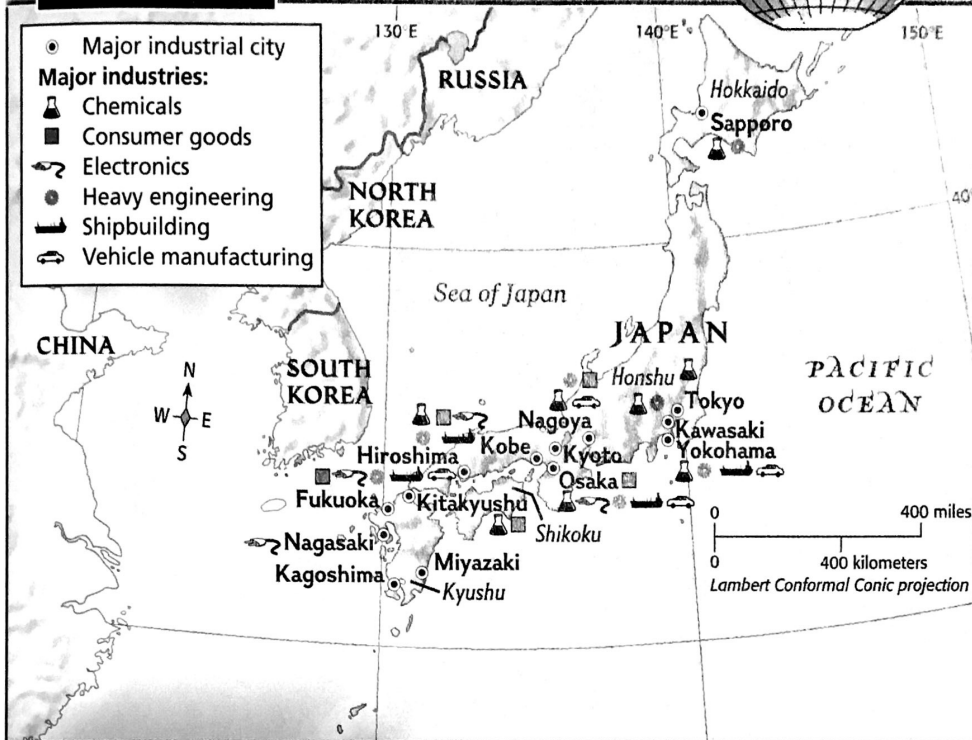 Major industrial city
Major industries:
Chemicals
Consumer goods
Electronics
Heavy engineering
Shipbuilding
Vehicle manufacturing
130°E
140°E
150°E
RUSSIA
Hokkaido
Sapporo
NORTH
KOREA
40°
Sea of Japan
JAPAN
CHINA
N
W E
S
SOUTH
KOREA
Honshu
PACIFIC
OCEAN
Tokyo
Nagoya
Kawasaki
Kobe
Kyoto
Yokohama
Hiroshima
Osaka
Fukuoka
Kitakyushu
Shikoku
0 400 miles
Nagasaki
0 400 kilometers
Miyazaki
Kagoshima
Kyushu
Lambert Conformal Conic projection